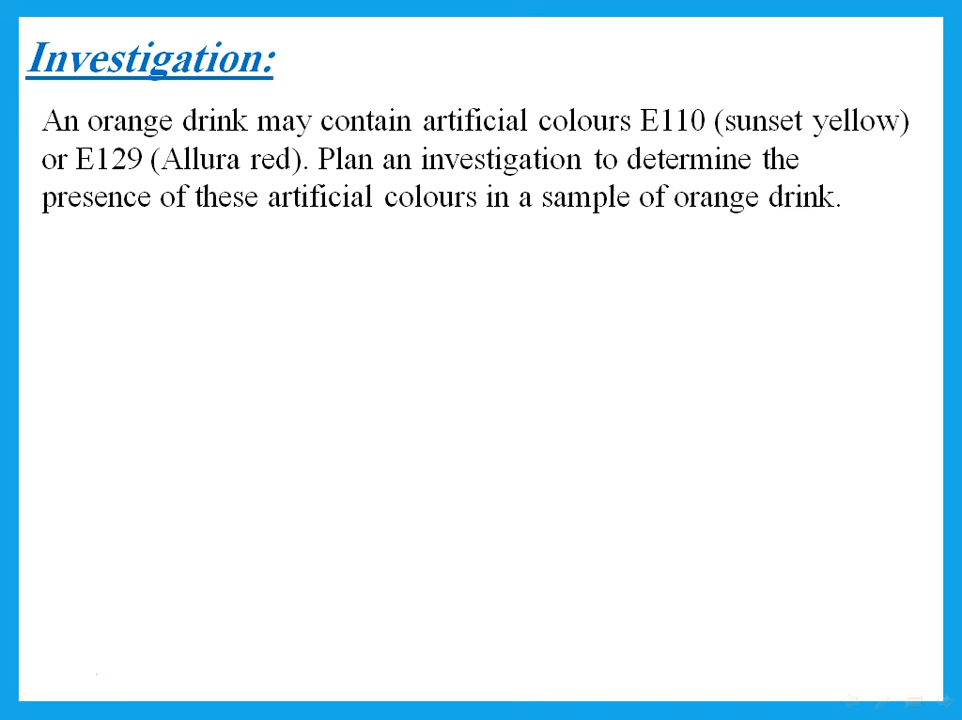 Investigation:
An orange drink may contain artificial colours E110 (sunset yellow)
or E129 (Allura red). Plan an investigation to determine the
presence of these artificial colours in a sample of orange drink.